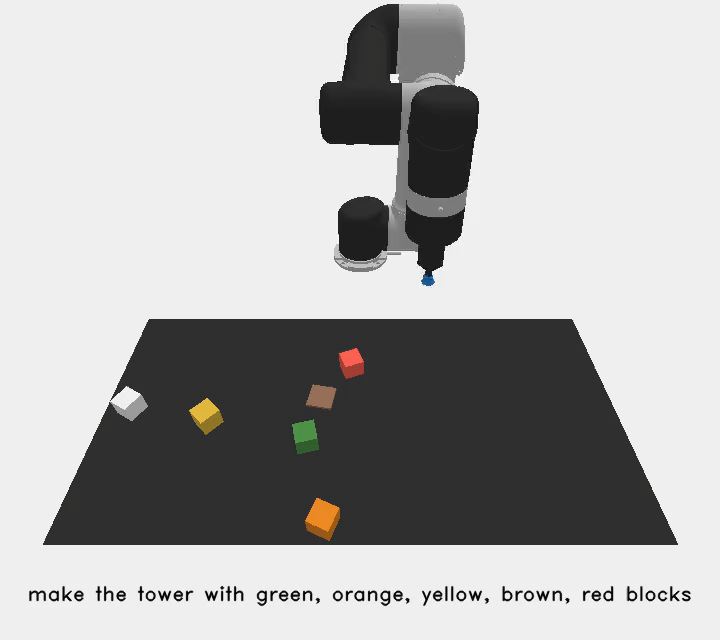 make the tower with green, orange, yellow, brown, red blocks